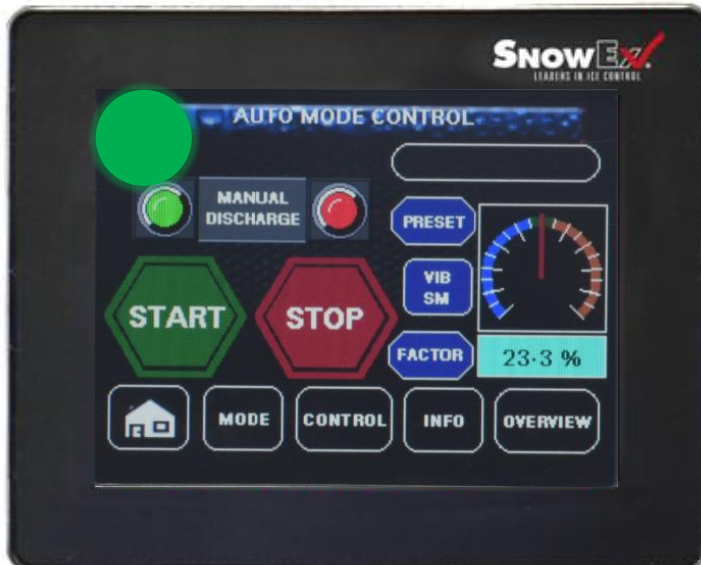 SNOWEX
LEADERS IN ICE CONTROL
AUTO MODE CONTROL
MANUAL
DISCHARGE
PRESET
VIB
SM
START
STOP
FACTOR
23.3 %
MODE
CONTROL
INFO
OVERVIEW